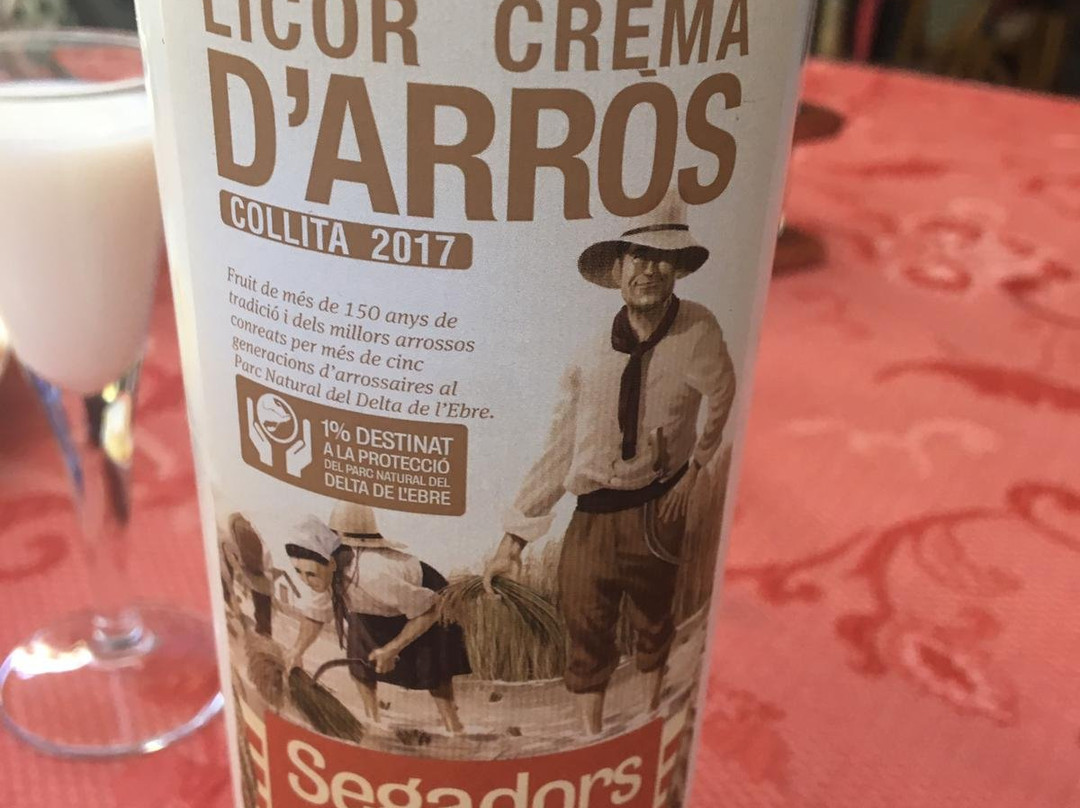 LICOR CREMA
D'ARRÒS
COLLITA 2017
Fruit de més de 150 anys de
tradició i dels millors arrossos
conreats per més de cinc
generacions d'arrossaires al
Parc Natural del Delta de l'Ebre.
1% DESTINAT
A LA PROTECCIÓ
DEL PARC NATURAL DEL
DELTA DE L'EBRE
Segadors